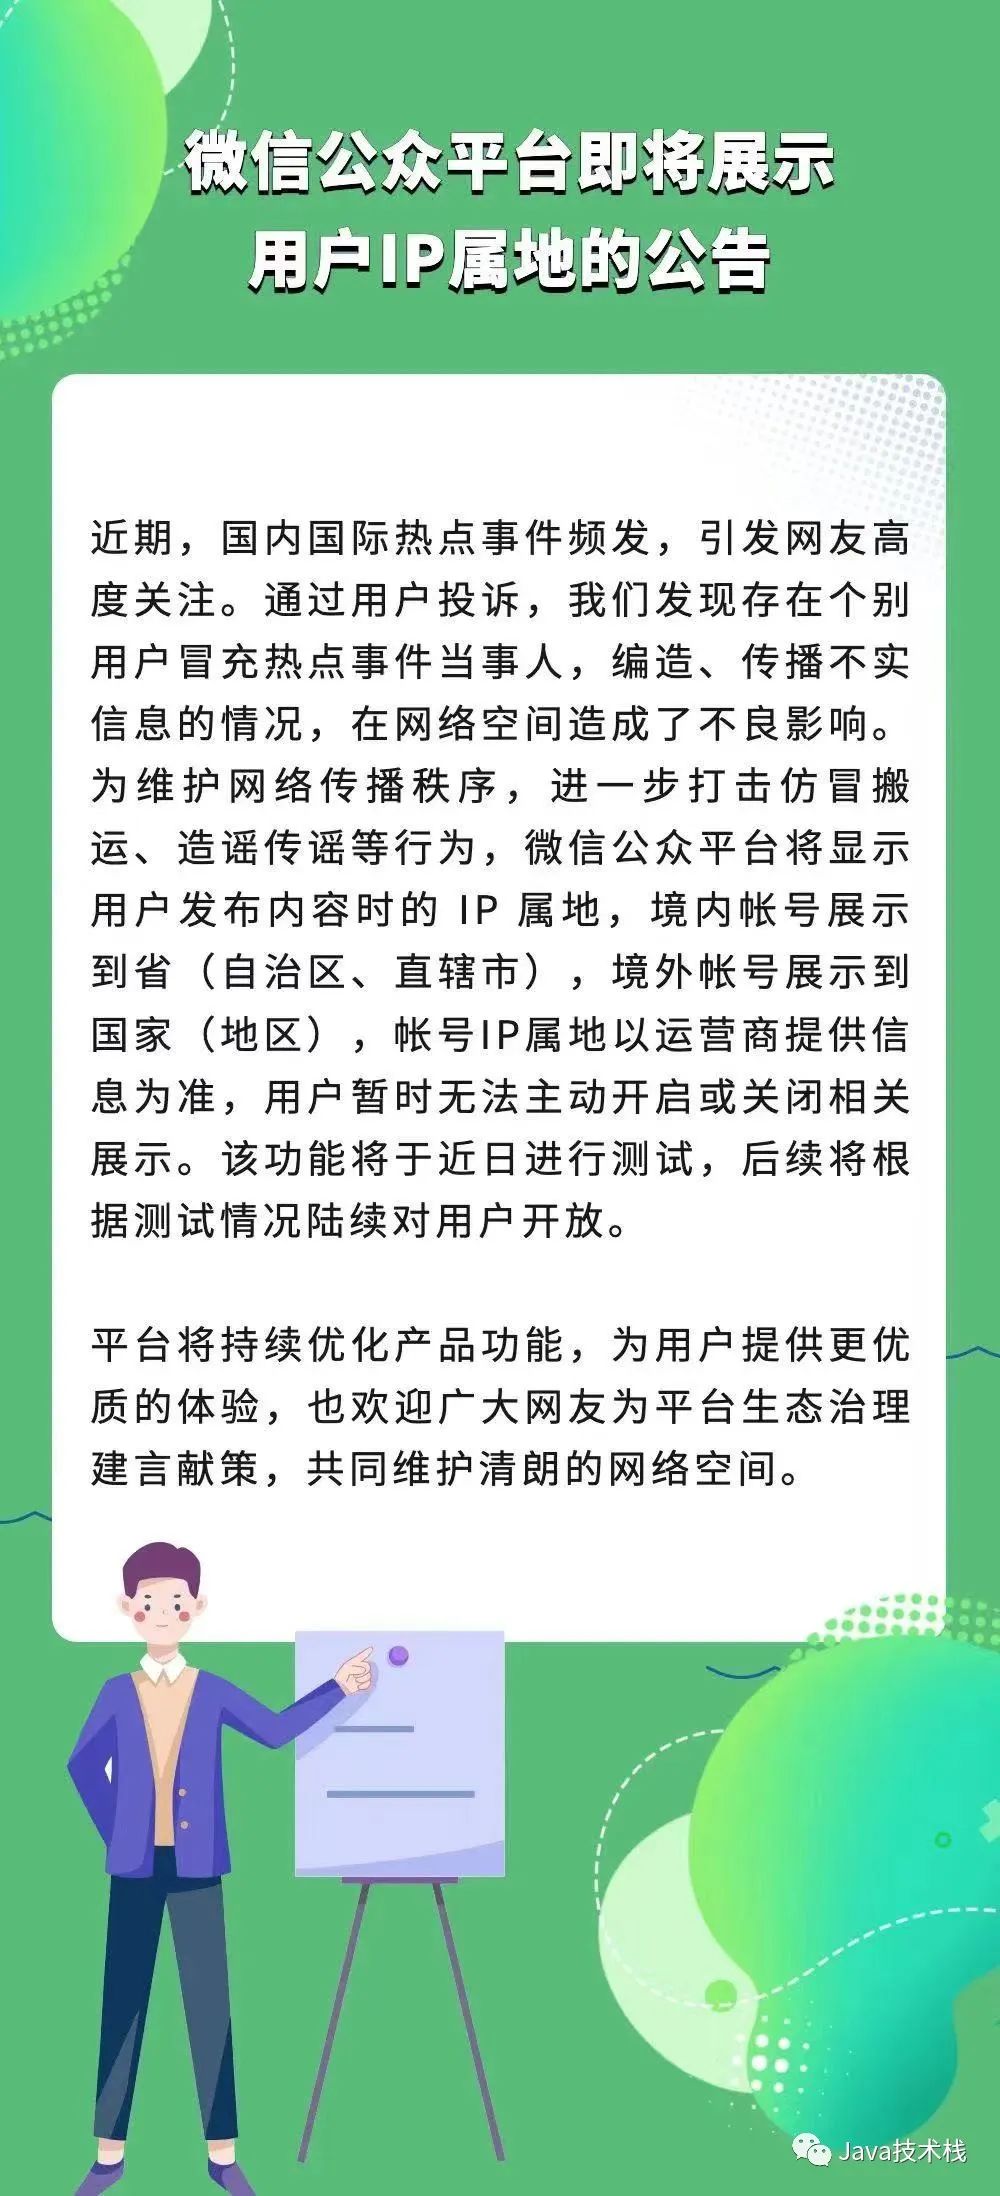 微信公众平台即将展示
用户IP属地的公告
近期，国内国际热点事件频发，引发网友高
度关注。通过用户投诉，我们发现存在个别
用户冒充热点事件当事人，编造、传播不实
信息的情况，在网络空间造成了不良影响。
为维护网络传播秩序，进一步打击仿冒搬
运、造谣传谣等行为，微信公众平台将显示
用户发布内容时的 IP 属地，境内帐号展示
到省（自治区、直辖市），境外帐号展示到
国家（地区），帐号IP属地以运营商提供信
息为准，用户暂时无法主动开启或关闭相关
展示。该功能将于近日进行测试，后续将根
据测试情况陆续对用户开放。
平台将持续优化产品功能，为用户提供更优
质的体验，也欢迎广大网友为平台生态治理
建言献策，共同维护清朗的网络空间。
Java技术栈